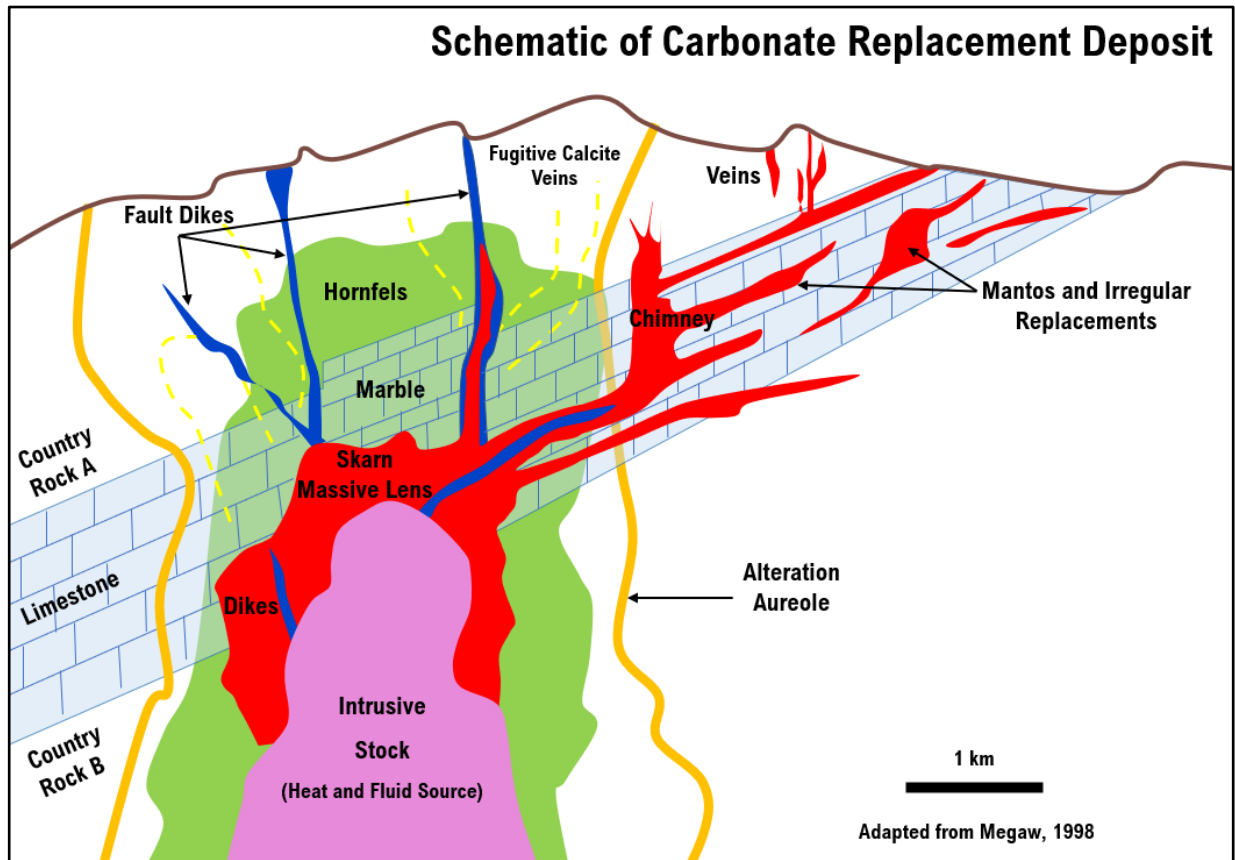 Schematic of Carbonate Replacement Deposit
Fugitive Calcite
Veins
Veins
Fault Dikes
Hornfels
Mantos and Irregular
Replacements
Chimney
Marble
Country
Rock A
Skarn
Massive Lens
Limestone
Dikes
Alteration
Aureole
Intrusive
Stock
(Heat and Fluid Source)
Country
Rock B
1 km
Adapted from Megaw, 1998